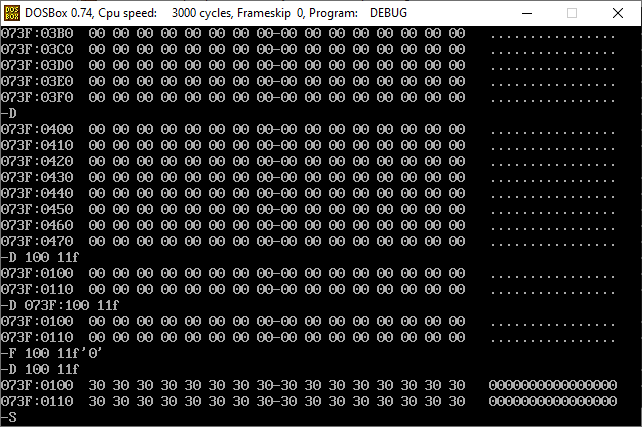 DOS
BOX
DOSBox 0.74, Cpu speed:    3000 cycles, Frameskip  0, Program:    DEBUG
073F:03B0  00 00 00 00 00 00 00 00-00 00 00 00 00 00 00 00   ................
073F:03C0  00 00 00 00 00 00 00 00-00 00 00 00 00 00 00 00   ................
073F:03D0  00 00 00 00 00 00 00 00-00 00 00 00 00 00 00 00   ................
073F:03E0  00 00 00 00 00 00 00 00-00 00 00 00 00 00 00 00   ................
073F:03F0  00 00 00 00 00 00 00 00-00 00 00 00 00 00 00 00   ................
-D
073F:0400  00 00 00 00 00 00 00 00-00 00 00 00 00 00 00 00   ................
073F:0410  00 00 00 00 00 00 00 00-00 00 00 00 00 00 00 00   ................
073F:0420  00 00 00 00 00 00 00 00-00 00 00 00 00 00 00 00   ................
073F:0430  00 00 00 00 00 00 00 00-00 00 00 00 00 00 00 00   ................
073F:0440  00 00 00 00 00 00 00 00-00 00 00 00 00 00 00 00   ................
073F:0450  00 00 00 00 00 00 00 00-00 00 00 00 00 00 00 00   ................
073F:0460  00 00 00 00 00 00 00 00-00 00 00 00 00 00 00 00   ................
073F:0470  00 00 00 00 00 00 00 00-00 00 00 00 00 00 00 00   ................
-D 100 11f
073F:0100  00 00 00 00 00 00 00 00-00 00 00 00 00 00 00 00   ................
073F:0110  00 00 00 00 00 00 00 00-00 00 00 00 00 00 00 00   ................
-D 073F:100 11f
073F:0100  00 00 00 00 00 00 00 00-00 00 00 00 00 00 00 00   ................
073F:0110  00 00 00 00 00 00 00 00-00 00 00 00 00 00 00 00   ................
-F 100 11f'0'
-D 100 11f
073F:0100  30 30 30 30 30 30 30 30-30 30 30 30 30 30 30 30   0000000000000000
073F:0110  30 30 30 30 30 30 30 30-30 30 30 30 30 30 30 30   0000000000000000
-S